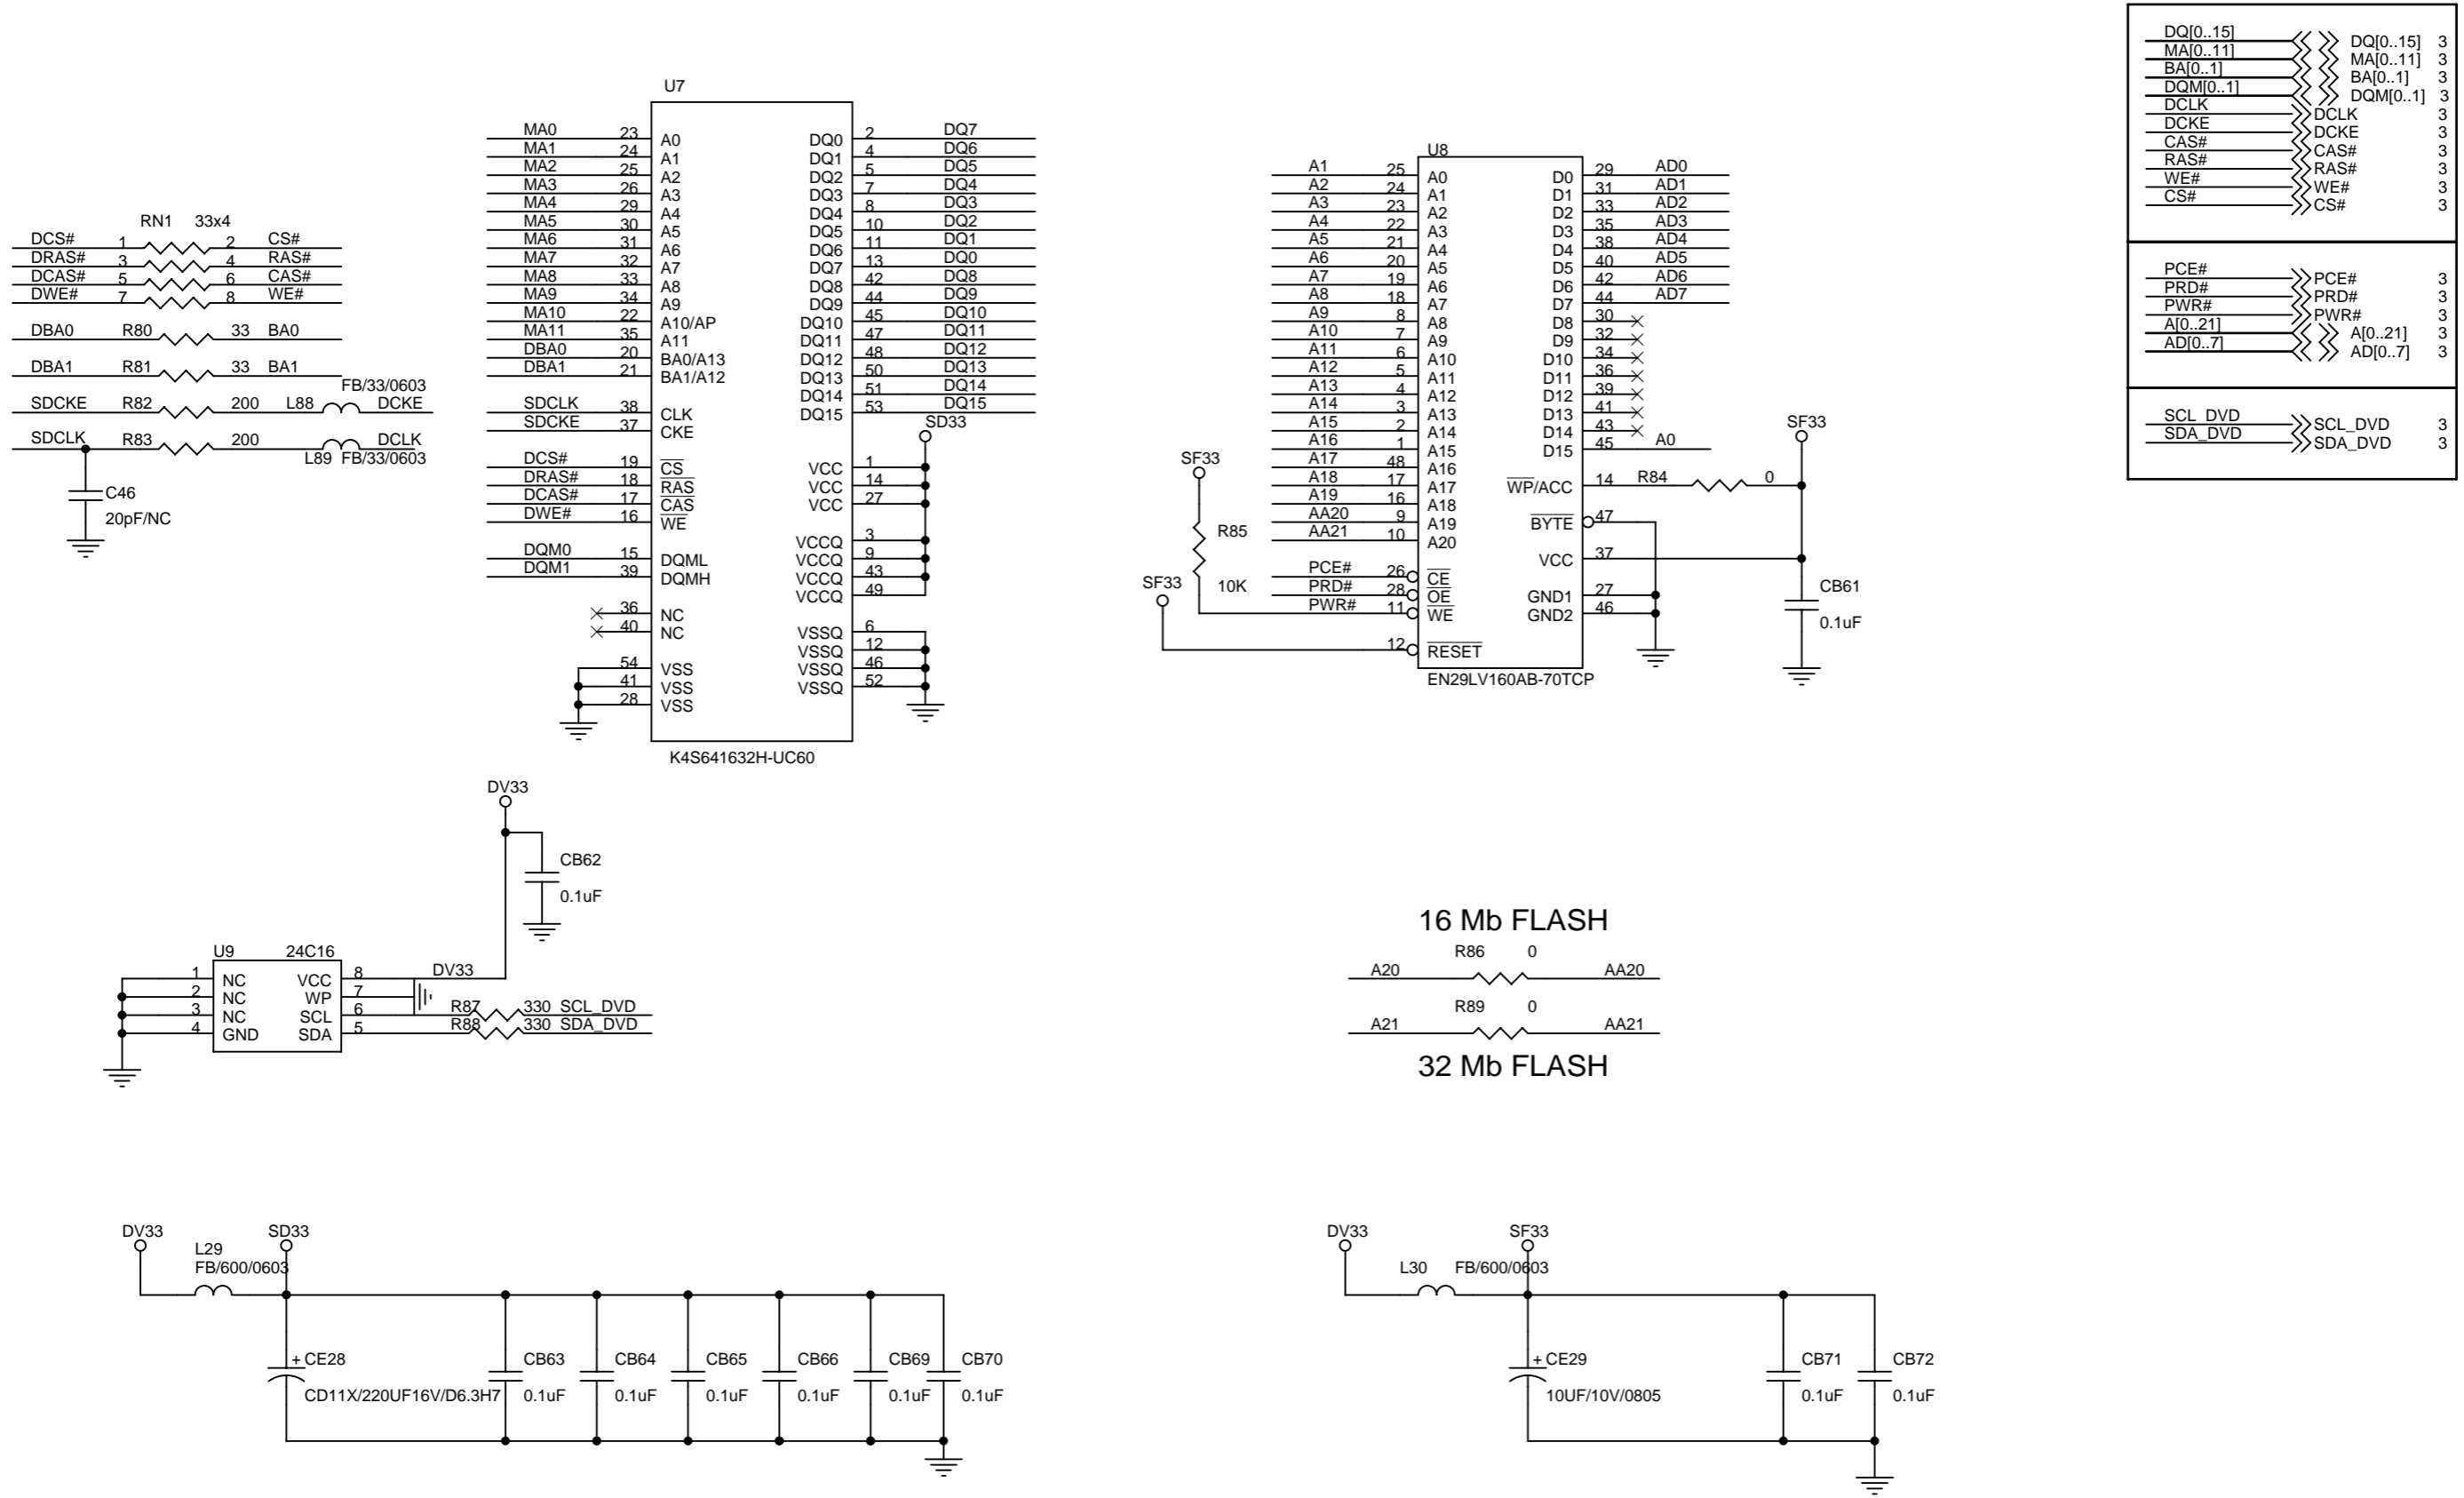 DQ[0..15] DQ[0..15] 3
MA[0..11] MA[0..11] 3
BA[0..1] BA[0..1] 3
DQM[0..1] DQM[0..1] 3
DCLK DCLK 3
DCKE DCKE 3
CAS# CAS# 3
RAS# RAS# 3
WE# WE# 3
CS# CS# 3
PCE# PCE# 3
PRD# PRD# 3
PWR# PWR# 3
A[0..21] A[0..21] 3
AD[0..7] AD[0..7] 3
SCL_DVD SCL_DVD 3
SDA_DVD SDA_DVD 3
RN1 33x4
DCS# 1 2 CS#
DRAS# 3 4 RAS#
DCAS# 5 6 CAS#
DWE# 7 8 WE#
DBA0 R80 33 BA0
DBA1 R81 33 BA1
FB/33/0603
SDCKE R82 200 L88 DCKE
SDCLK R83 200 DCLK
L89 FB/33/0603
C46
20pF/NC
U7
MA0 23 A0 DQ0 2 DQ7
MA1 24 A1 DQ1 4 DQ6
MA2 25 A2 DQ2 5 DQ5
MA3 26 A3 DQ3 7 DQ4
MA4 29 A4 DQ4 8 DQ3
MA5 30 A5 DQ5 10 DQ2
MA6 31 A6 DQ6 11 DQ1
MA7 32 A7 DQ7 13 DQ0
MA8 33 A8 DQ8 42 DQ8
MA9 34 A9 DQ9 44 DQ9
MA10 22 A10/AP DQ10 45 DQ10
MA11 35 A11 DQ11 47 DQ11
DBA0 20 BA0/A13 DQ12 48 DQ12
DBA1 21 BA1/A12 DQ13 50 DQ13
DQ14 51 DQ14
SDCLK 38 CLK DQ15 53 DQ15
SDCKE 37 CKE SD33
DCS# 19 CS VCC 1
DRAS# 18 RAS VCC 14
DCAS# 17 CAS VCC 27
DWE# 16 WE
VCCQ 3
DQM0 15 DQML VCCQ 9
DQM1 39 DQMH VCCQ 43
VCCQ 49
36 NC
40 NC VSSQ 6
VSSQ 12
54 VSS VSSQ 46
41 VSS VSSQ 52
28 VSS
K4S641632H-UC60
U8
A1 25 A0 D0 29 AD0
A2 24 A1 D1 31 AD1
A3 23 A2 D2 33 AD2
A4 22 A3 D3 35 AD3
A5 21 A4 D4 38 AD4
A6 20 A5 D5 40 AD5
A7 19 A6 D6 42 AD6
A8 18 A7 D7 44 AD7
A9 8 A8 D8 30
A10 7 A9 D9 32
A11 6 A10 D10 34
A12 5 A11 D11 36
A13 4 A12 D12 39
A14 3 A13 D13 41
A15 2 A14 D14 43
A16 1 A15 D15 45 A0
A17 48 A16
A18 17 A17 WP/ACC 14 R84 0 SF33
A19 16 A18
AA20 9 A19 BYTE 47
AA21 10 A20
VCC 37
PCE# 26 CE
PRD# 28 OE GND1 27
PWR# 11 WE GND2 46
12 RESET
EN29LV160AB-70TCP
SF33
R85
10K
SF33
CB61
0.1uF
DV33
CB62
0.1uF
U9 24C16
1 NC VCC 8 DV33
2 NC WP 7
3 NC SCL 6 R87 330 SCL_DVD
4 GND SDA 5 R88 330 SDA_DVD
16 Mb FLASH
R86 0
A20 AA20
R89 0
A21 AA21
32 Mb FLASH
DV33 SD33
L29
FB/600/0603
+ CE28 CB63 CB64 CB65 CB66 CB69 CB70
CD11X/220UF16V/D6.3H7 0.1uF 0.1uF 0.1uF 0.1uF 0.1uF 0.1uF
DV33 SF33
L30 FB/600/0603
+ CE29 CB71 CB72
10UF/10V/0805 0.1uF 0.1uF